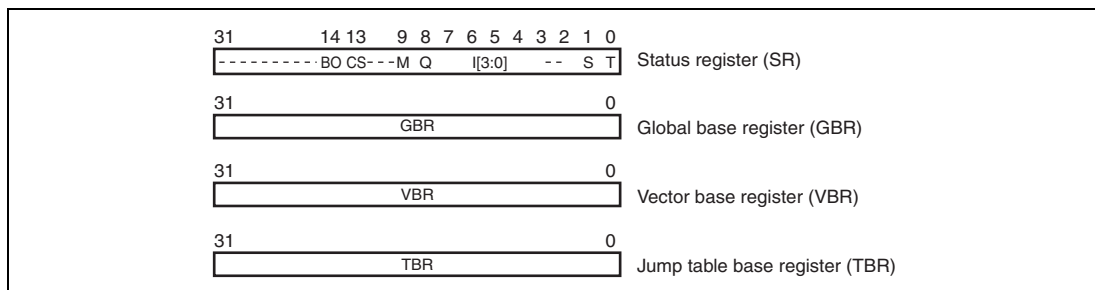 31 14 13 9 8 7 6 5 4 3 2 1 0
- - - - - - - - - - BO CS - - - M Q I[3:0] - - S T Status register (SR)
31 0
GBR Global base register (GBR)
31 0
VBR Vector base register (VBR)
31 0
TBR Jump table base register (TBR)